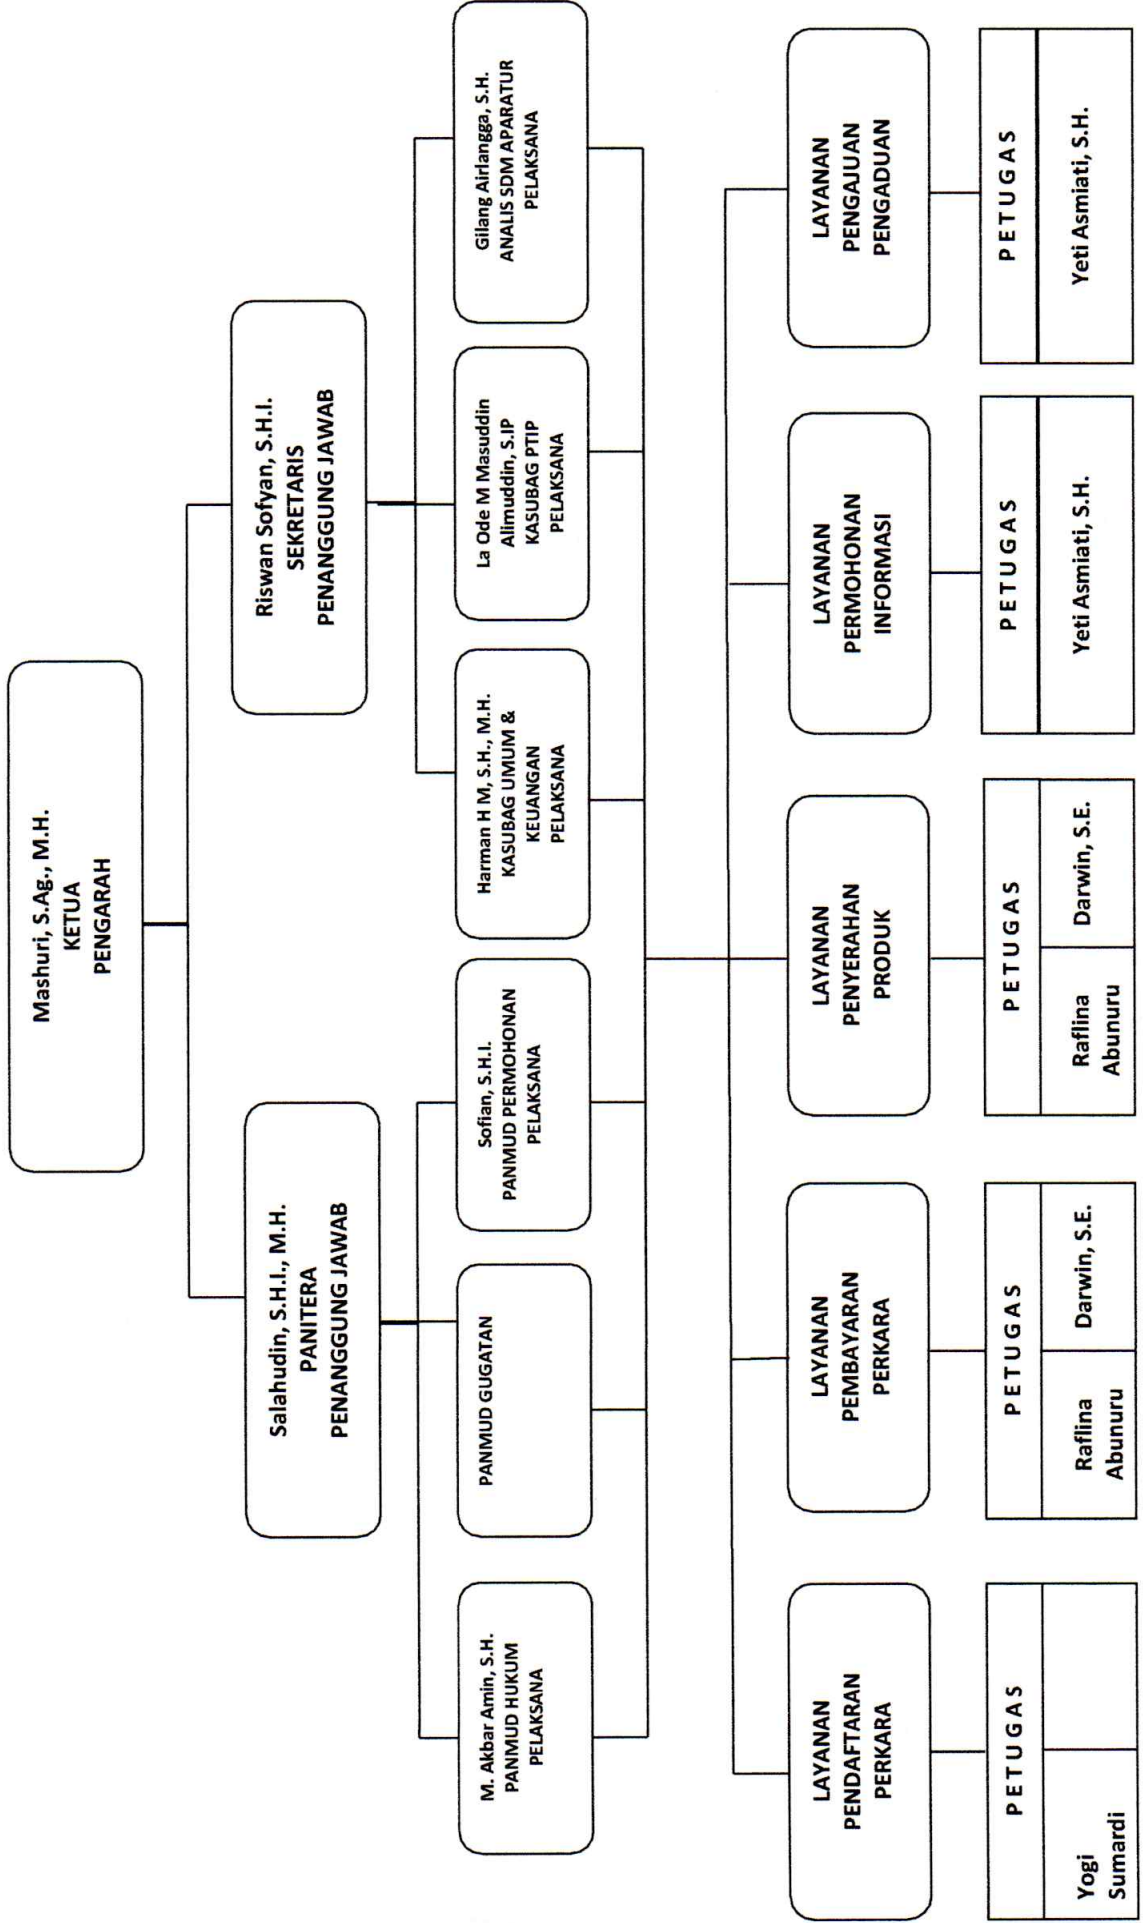 Mashuri, S.Ag., M.H.
KETUA
PENGARAH
Salahudin, S.H.I., M.H.
PANITERA
PENANGGUNG JAWAB
Riswan Sofyan, S.H.I.
SEKRETARIS
PENANGGUNG JAWAB
M. Akbar Amin, S.H.
PANMUD HUKUM
PELAKSANA
PANMUD GUGATAN
Sofian, S.H.I.
PANMUD PERMOHONAN
PELAKSANA
Harman H M, S.H., M.H.
KASUBAG UMUM &
KEUANGAN
PELAKSANA
La Ode M Masuddin
Alimuddin, S.IP
KASUBAG PTIP
PELAKSANA
Gilang Airlangga, S.H.
ANALIS SDM APARATUR
PELAKSANA
LAYANAN
PENDAFTARAN
PERKARA
PETUGAS
Yogi
Sumardi
LAYANAN
PEMBAYARAN
PERKARA
PETUGAS
Raflina
Abunuru
Darwin, S.E.
LAYANAN
PENYERAHAN
PRODUK
PETUGAS
Raflina
Abunuru
Darwin, S.E.
LAYANAN
PERMOHONAN
INFORMASI
PETUGAS
Yeti Asmiati, S.H.
LAYANAN
PENGAJUAN
PENGADUAN
PETUGAS
Yeti Asmiati, S.H.